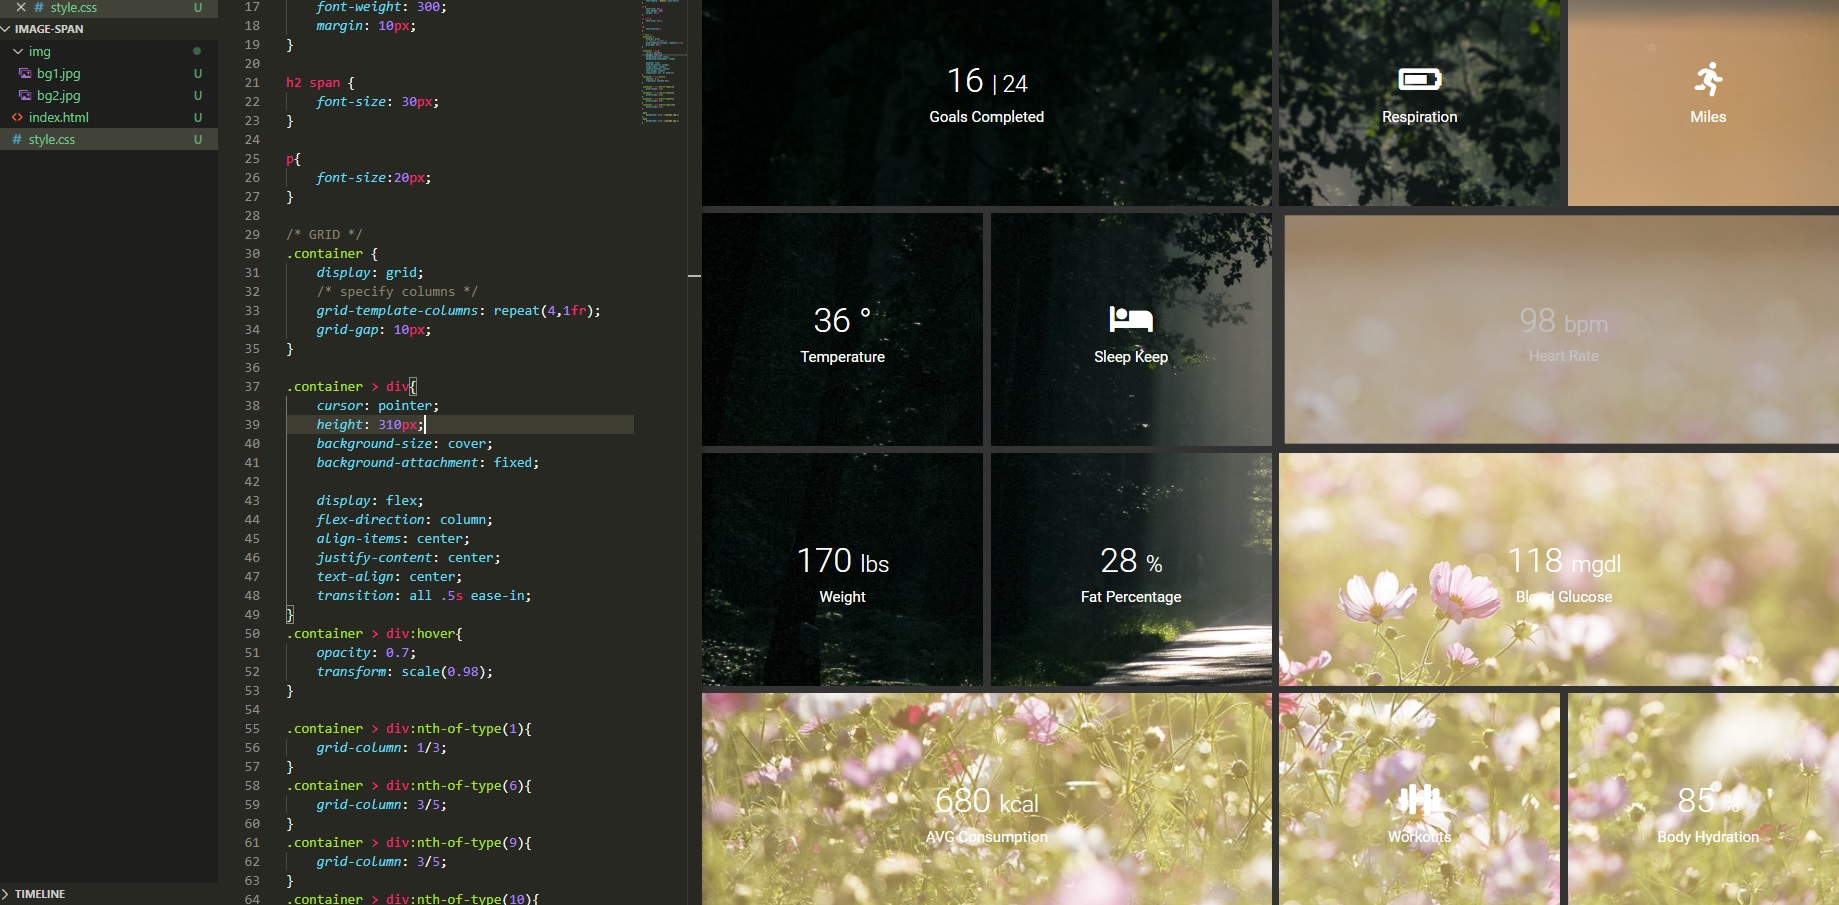 style.css U
IMAGE-SPAN
img
bg1.jpg U
bg2.jpg U
index.html U
style.css U
TIMELINE
17 font-weight: 300;
18 margin: 10px;
19 }
20
21 h2 span {
22 font-size: 30px;
23 }
24
25 p{
26 font-size:20px;
27 }
28
29 /* GRID */
30 .container {
31 display: grid;
32 /* specify columns */
33 grid-template-columns: repeat(4,1fr);
34 grid-gap: 10px;
35 }
36
37 .container > div{
38 cursor: pointer;
39 height: 310px;
40 background-size: cover;
41 background-attachment: fixed;
42
43 display: flex;
44 flex-direction: column;
45 align-items: center;
46 justify-content: center;
47 text-align: center;
48 transition: all .5s ease-in;
49 }
50 .container > div:hover{
51 opacity: 0.7;
52 transform: scale(0.98);
53 }
54
55 .container > div:nth-of-type(1){
56 grid-column: 1/3;
57 }
58 .container > div:nth-of-type(6){
59 grid-column: 3/5;
60 }
61 .container > div:nth-of-type(9){
62 grid-column: 3/5;
63 }
64 .container > div:nth-of-type(10){
16 | 24
Goals Completed
Respiration
Miles
36 °
Temperature
Sleep Keep
98 bpm
Heart Rate
170 lbs
Weight
28 %
Fat Percentage
118 mgdl
Blood Glucose
680 kcal
AVG Consumption
Workouts
85 %
Body Hydration